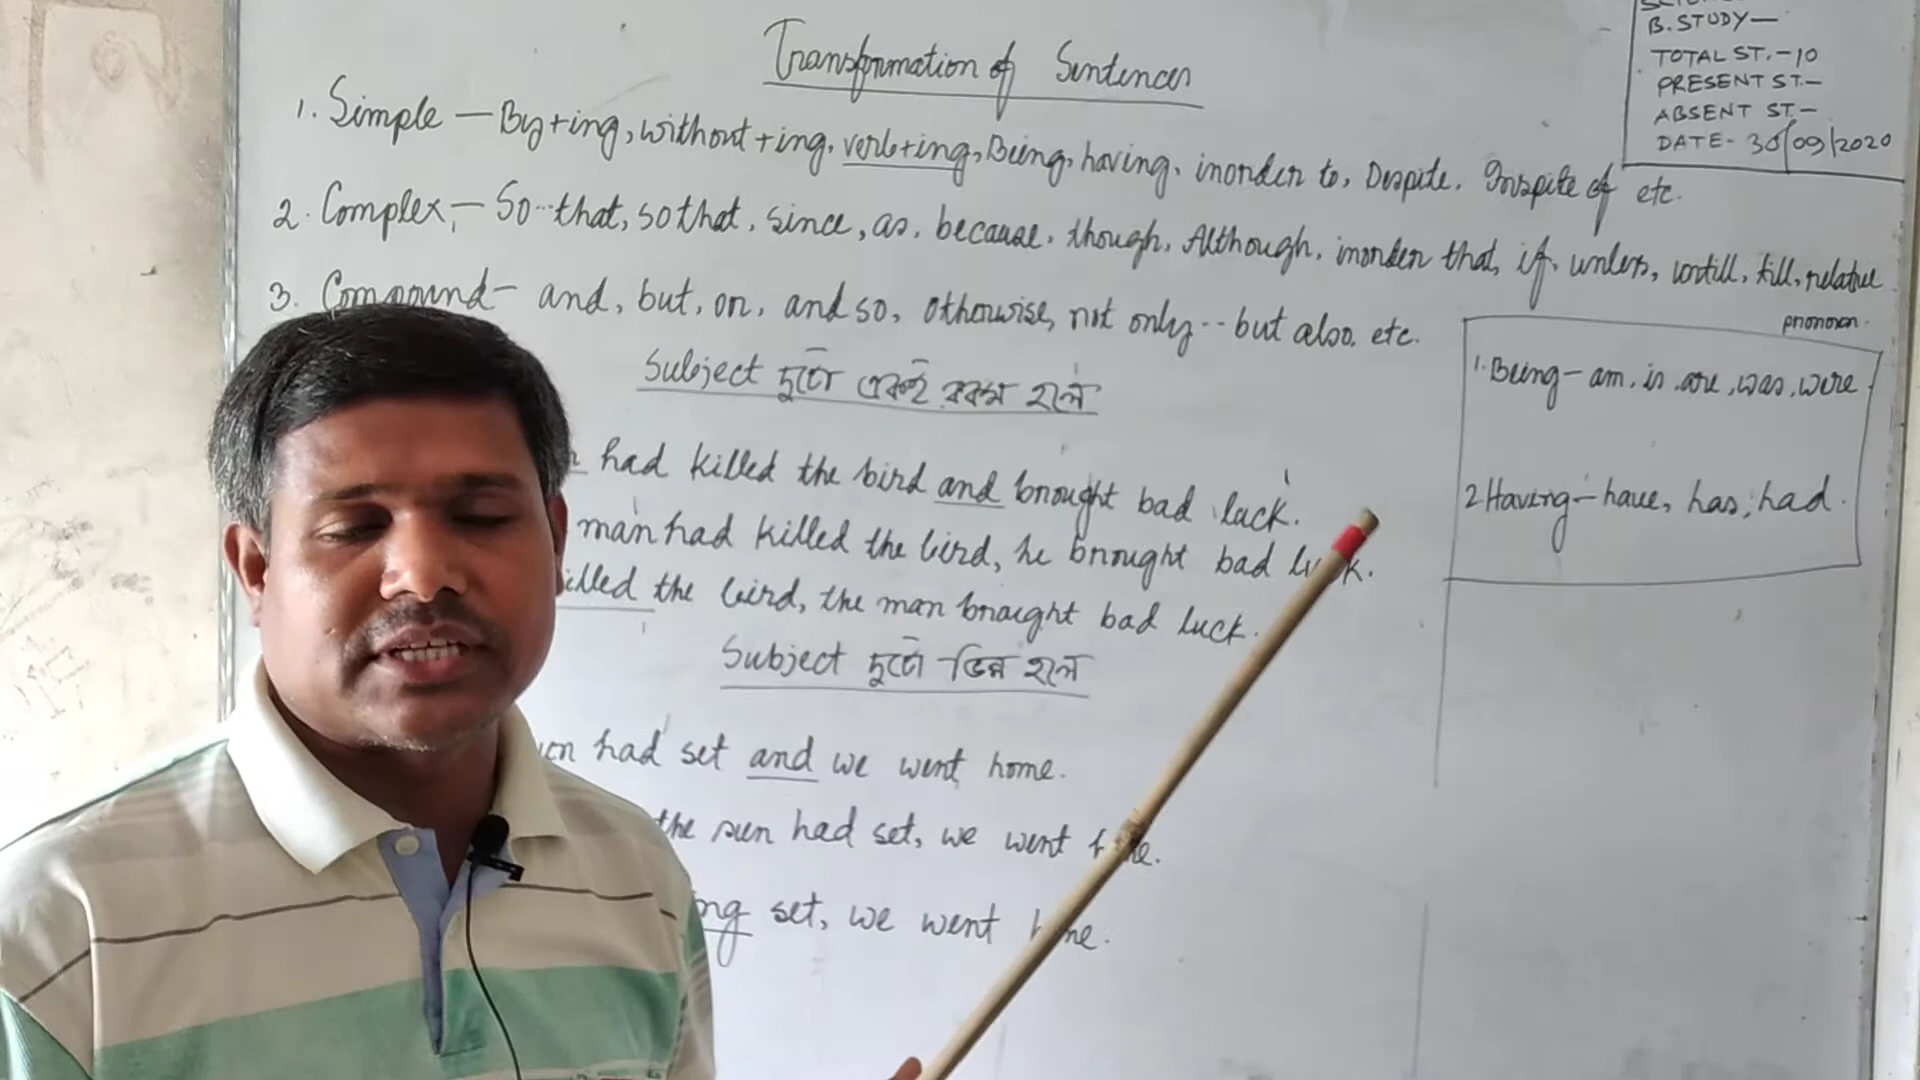 Transformation of Sentences
B. STUDY—
TOTAL ST.-10
PRESENT ST.-
ABSENT ST.-
DATE- 30/09/2020
1. Simple — By+ing, without +ing, verb+ing, Being, having, inorder to, Despite. Inspite of etc.
2. Complex,— So...that, so that, since, as, because, though, Although, inorder that, if, unless, untill, till, relative
pronoun.
3. Compound— and, but, or, and so, otherwise, not only -- but also, etc.
Subject দুটো একই রকম হলে
had killed the bird and brought bad luck.
man had killed the bird, he brought bad luck.
killed the bird, the man brought bad luck.
Subject দুটো ভিন্ন হলে
had set and we went home.
the sun had set, we went home.
set, we went home.
1. Being- am, is, are, was, were
2 Having- have, has, had.